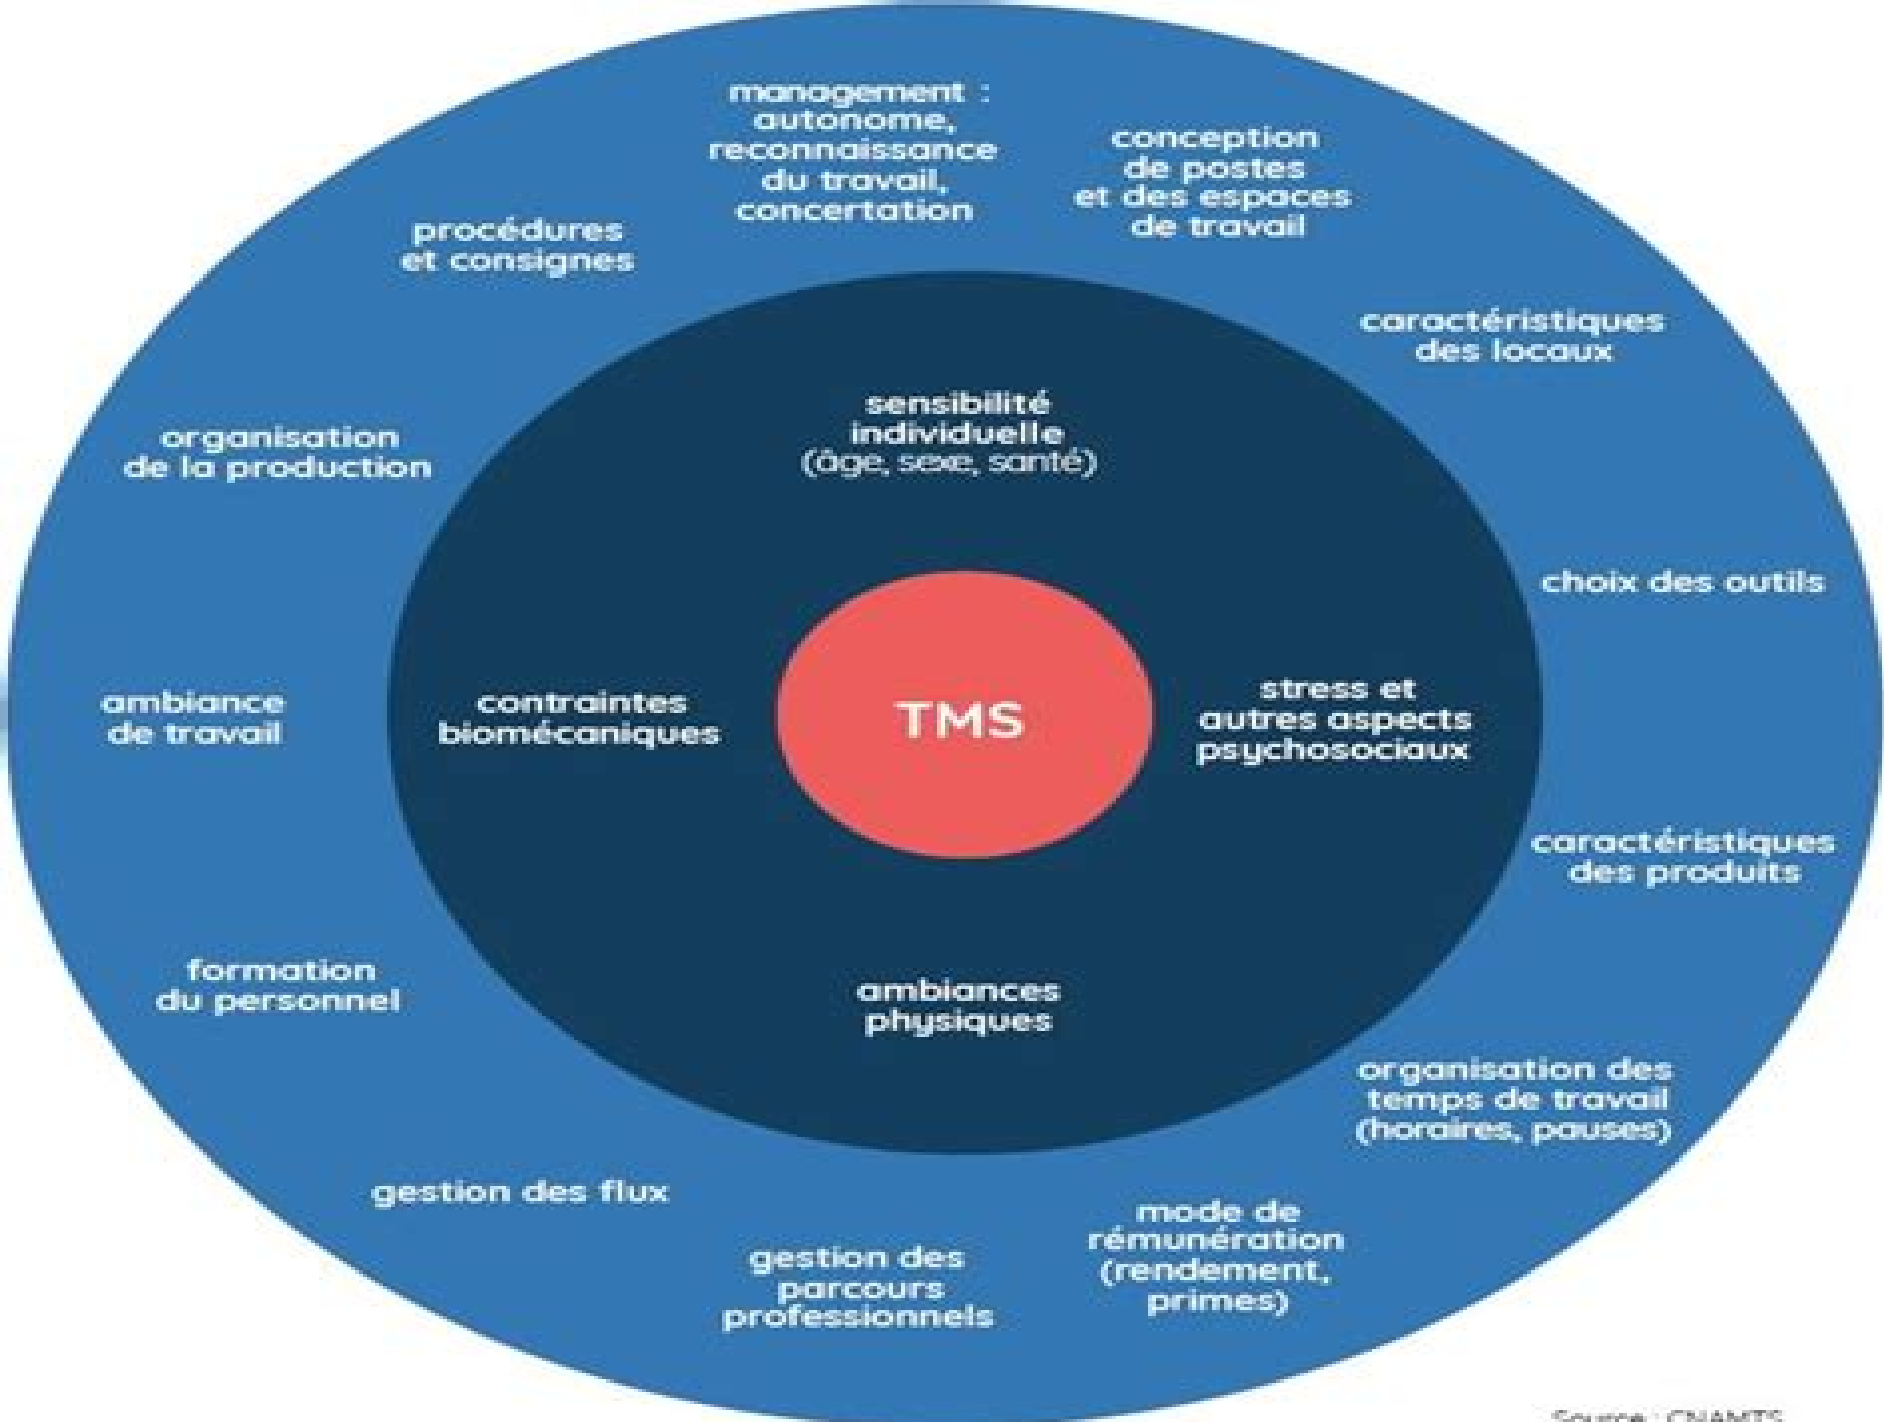 management :
autonome,
reconnaissance
du travail,
concertation
conception
de postes
et des espaces
de travail
procédures
et consignes
caractéristiques
des locaux
sensibilité
individuelle
(âge, sexe, santé)
organisation
de la production
choix des outils
ambiance
de travail
contraintes
biomécaniques
TMS
stress et
autres aspects
psychosociaux
caractéristiques
des produits
formation
du personnel
ambiances
physiques
organisation des
temps de travail
(horaires, pauses)
gestion des flux
mode de
rémunération
(rendement,
primes)
gestion des
parcours
professionnels
Source : CNAMTS